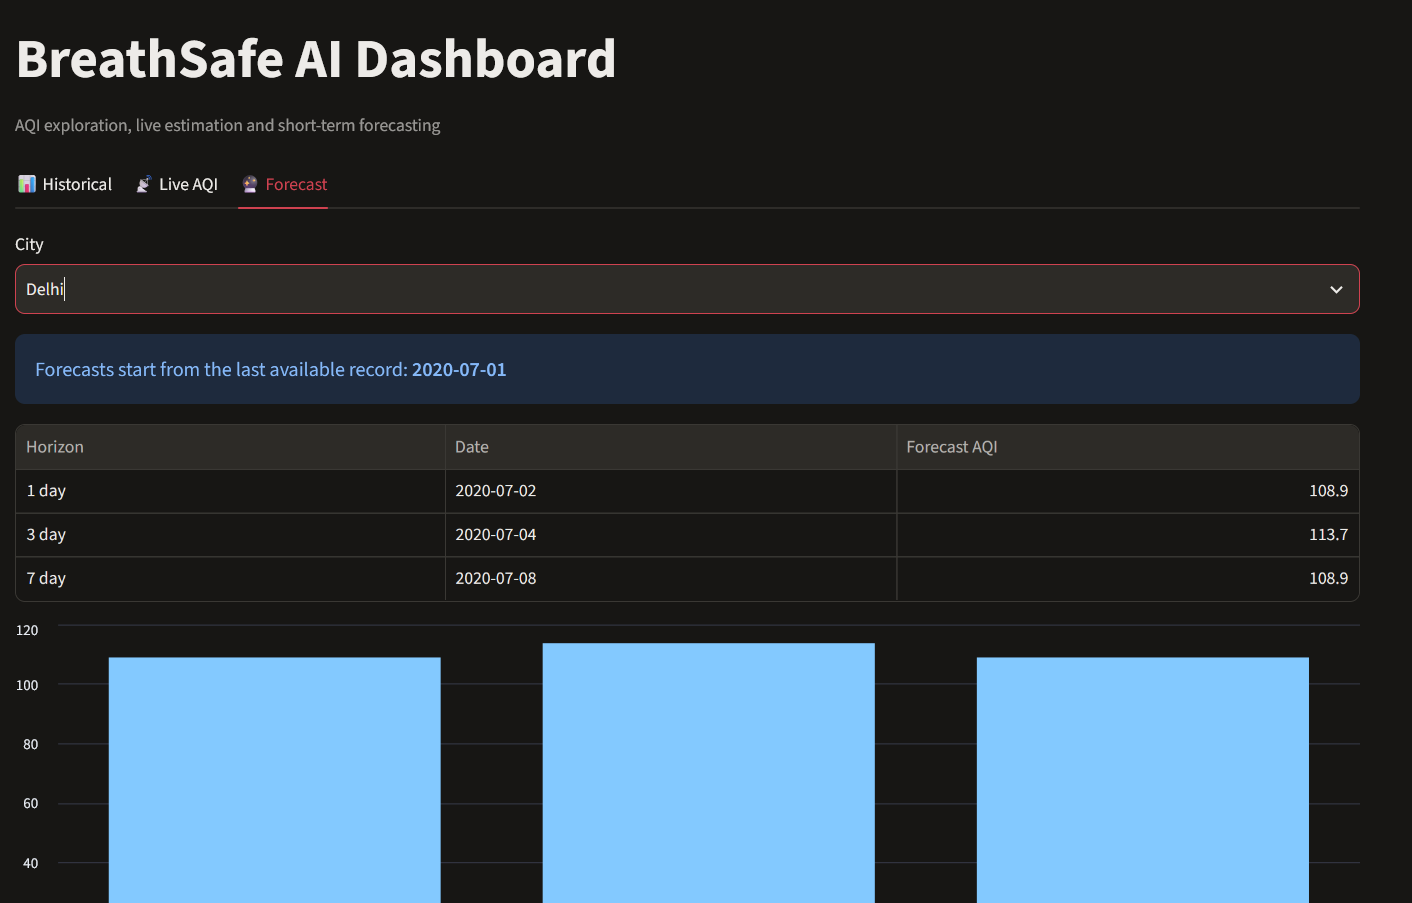 BreathSafe AI Dashboard
AQI exploration, live estimation and short-term forecasting
Historical Live AQI Forecast
City
Delhi
Forecasts start from the last available record: 2020-07-01
Horizon Date Forecast AQI
1 day 2020-07-02 108.9
3 day 2020-07-04 113.7
7 day 2020-07-08 108.9
120
100
80
60
40